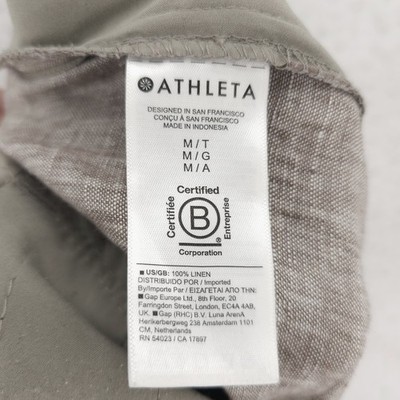 ATHLETA
DESIGNED IN SAN FRANCISCO
CONÇU À SAN FRANCISCO
MADE IN INDONESIA
M/T
M/G
M/A
Certified
Certifiée
B
Entreprise
®
Corporation
■ US/GB: 100% LINEN
DISTRIBUIDO POR / Imported
By/Importe Par / ΕΙΣΑΓΕΤΑΙ ΑΠΟ /
■ Gap Europe Ltd., 8th Floor, 20
Farringdon Street, London, EC4A 4AB,
UK. ■ Gap (RHC) B.V. Luna ArenA
Herikerbergweg 238 Amsterdam 1101
CM, Netherlands
RN 54023 / CA 17897